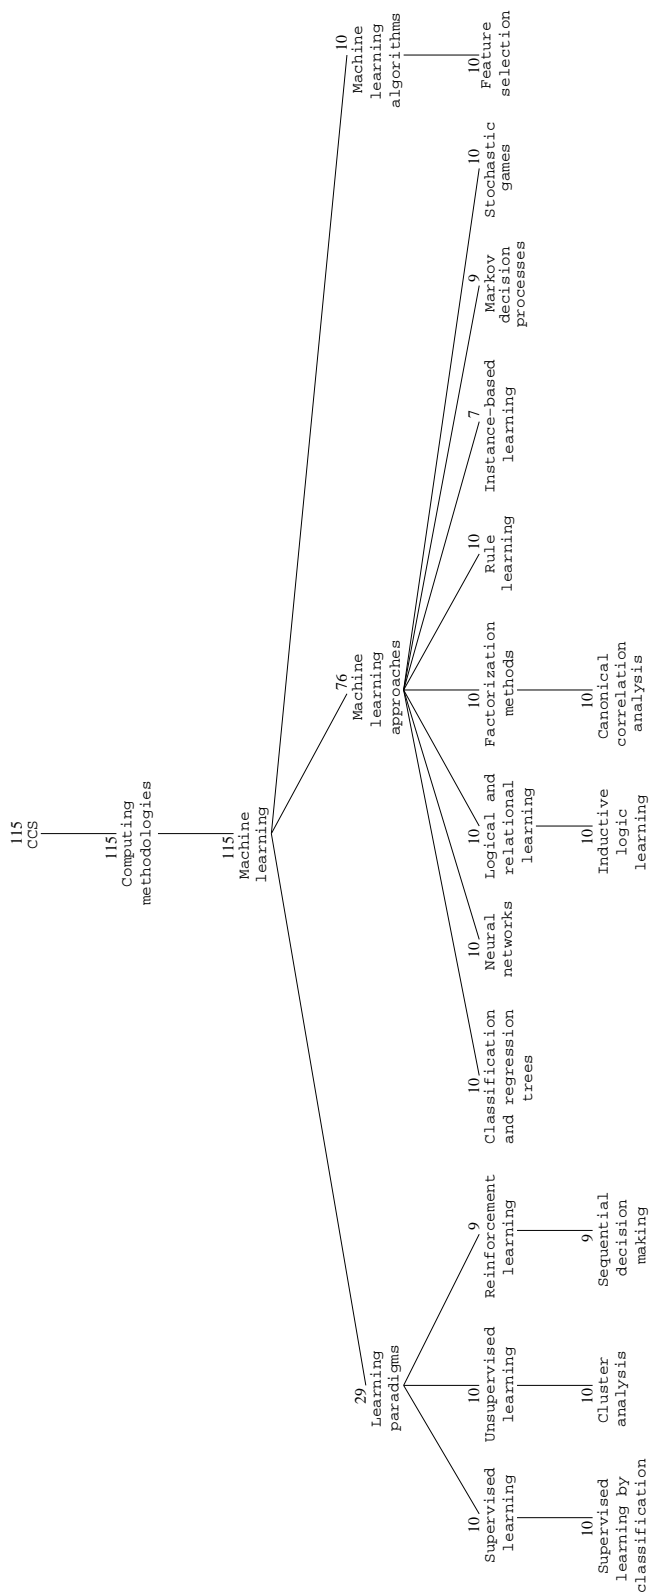 115
CCS
115
Computing
methodologies
115
Machine
learning
29
Learning
paradigms
76
Machine
learning
approaches
10
Machine
learning
algorithms
10
Supervised
learning
10
Unsupervised
learning
9
Reinforcement
learning
10
Classification
and regression
trees
10
Neural
networks
10
Logical and
relational
learning
10
Factorization
methods
10
Rule
learning
7
Instance-based
learning
9
Markov
decision
processes
10
Stochastic
games
10
Feature
selection
10
Supervised
learning by
classification
10
Cluster
analysis
9
Sequential
decision
making
10
Inductive
logic
learning
10
Canonical
correlation
analysis